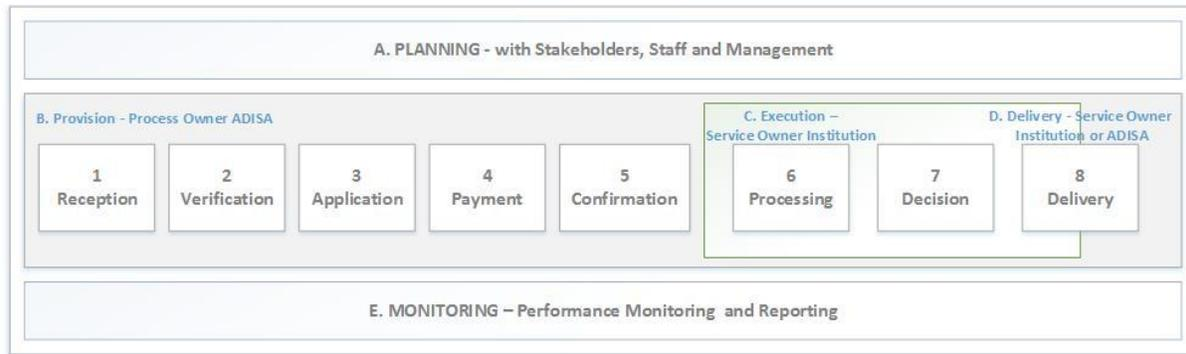 A. PLANNING - with Stakeholders, Staff and Management
B. Provision - Process Owner ADISA
C. Execution –
Service Owner Institution
D. Delivery - Service Owner
Institution or ADISA
1
Reception
2
Verification
3
Application
4
Payment
5
Confirmation
6
Processing
7
Decision
8
Delivery
E. MONITORING – Performance Monitoring and Reporting